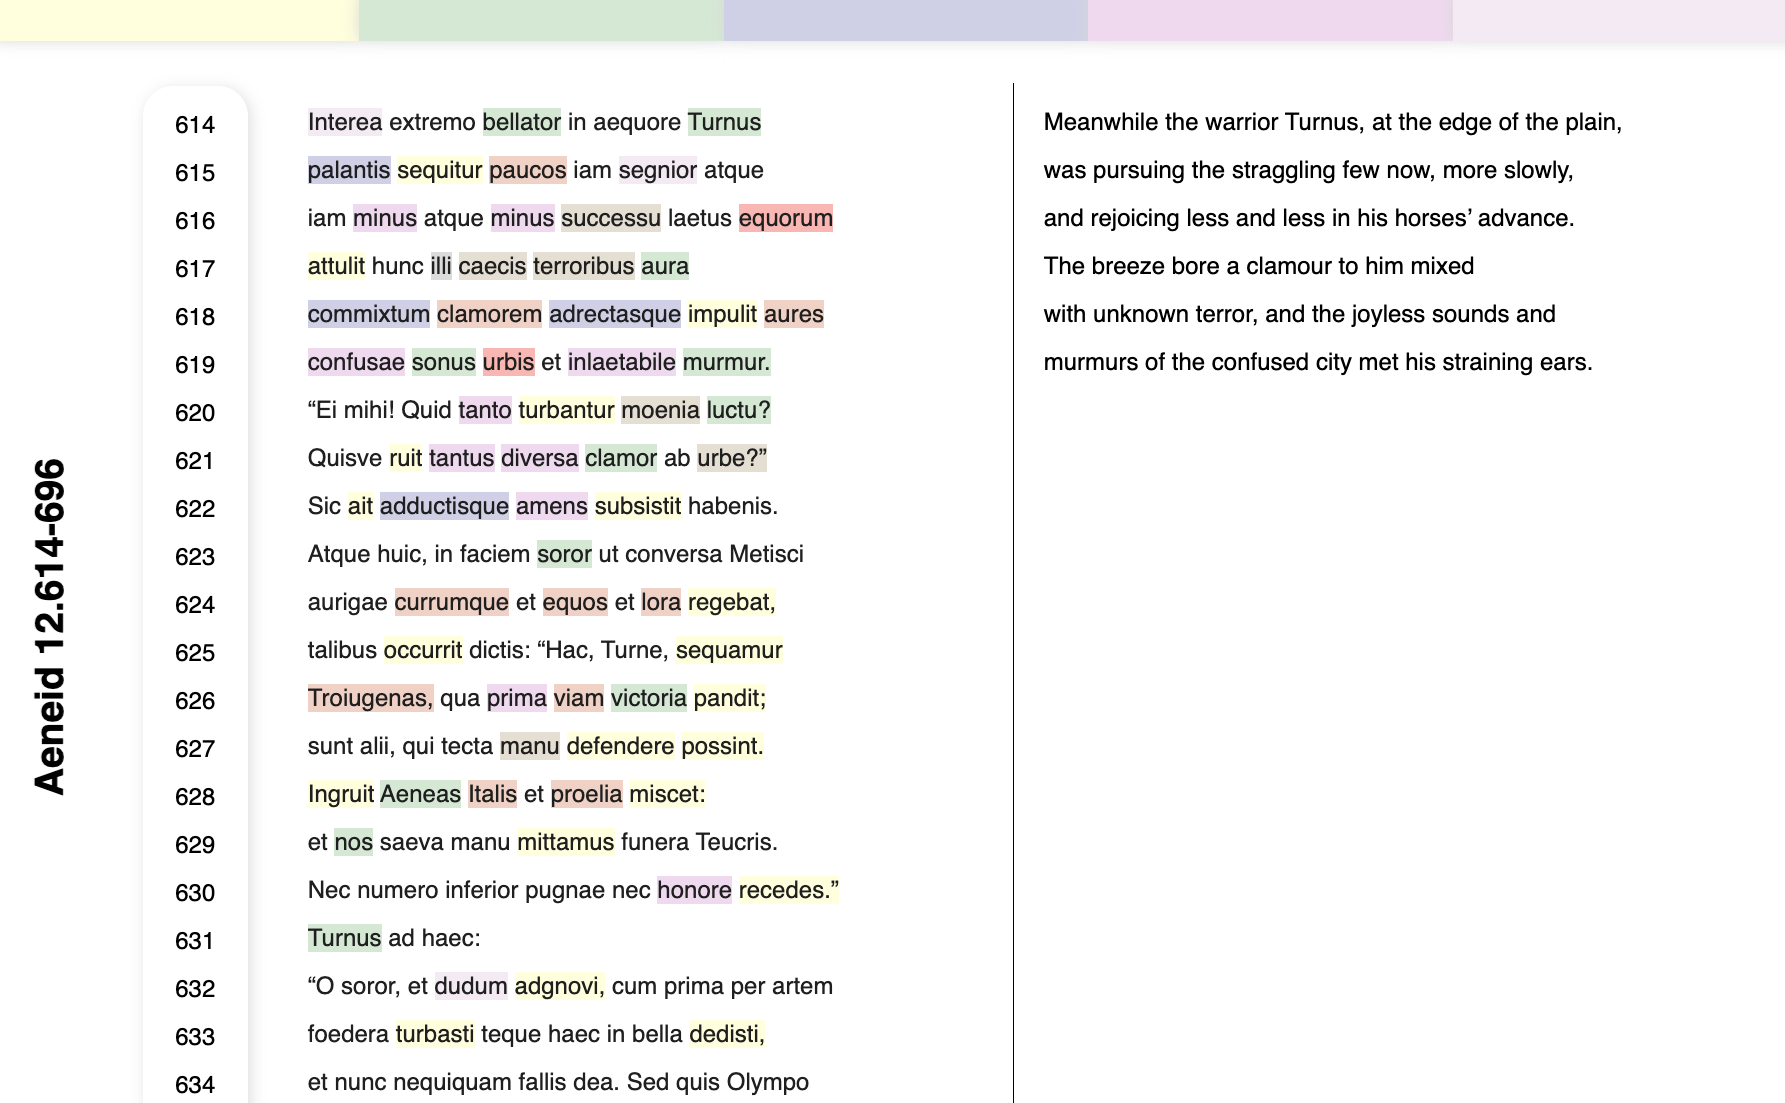 Aeneid 12.614-696
614 Interea extremo bellator in aequore Turnus
615 palantis sequitur paucos iam segnior atque
616 iam minus atque minus successu laetus equorum
617 attulit hunc illi caecis terroribus aura
618 commixtum clamorem adrectasque impulit aures
619 confusae sonus urbis et inlaetabile murmur.
620 “Ei mihi! Quid tanto turbantur moenia luctu?
621 Quisve ruit tantus diversa clamor ab urbe?”
622 Sic ait adductisque amens subsistit habenis.
623 Atque huic, in faciem soror ut conversa Metisci
624 aurigae currumque et equos et lora regebat,
625 talibus occurrit dictis: “Hac, Turne, sequamur
626 Troiugenas, qua prima viam victoria pandit;
627 sunt alii, qui tecta manu defendere possint.
628 Ingruit Aeneas Italis et proelia miscet:
629 et nos saeva manu mittamus funera Teucris.
630 Nec numero inferior pugnae nec honore recedes.”
631 Turnus ad haec:
632 “O soror, et dudum adgnovi, cum prima per artem
633 foedera turbasti teque haec in bella dedisti,
634 et nunc nequiquam fallis dea. Sed quis Olympo
Meanwhile the warrior Turnus, at the edge of the plain,
was pursuing the straggling few now, more slowly,
and rejoicing less and less in his horses’ advance.
The breeze bore a clamour to him mixed
with unknown terror, and the joyless sounds and
murmurs of the confused city met his straining ears.